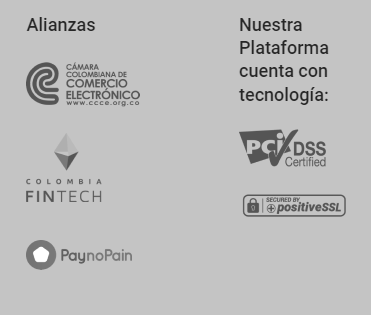 Alianzas
CÁMARA
COLOMBIANA DE
COMERCIO
ELECTRÓNICO
www.ccce.org.co
COLOMBIA
FINTECH
PaynoPain
Nuestra
Plataforma
cuenta con
tecnología:
PCi DSS
Certified
SECURED BY
positiveSSL